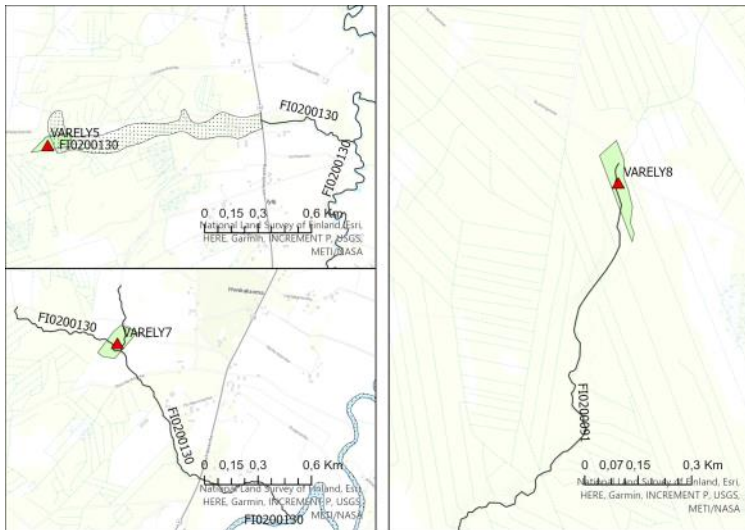 VARELY5
FI0200130
FI0200130
FI0200130
0 0,15 0,3 0,6 Km
National Land Survey of Finland, Esri,
HERE, Garmin, INCREMENT P, USGS,
METI/NASA
VARELY7
FI0200130
FI0200130
0 0,15 0,3 0,6 Km
National Land Survey of Finland, Esri,
HERE, Garmin, INCREMENT P, USGS,
METI/NASA
FI0200130
VARELY8
FI0200091
0 0,07 0,15 0,3 Km
National Land Survey of Finland, Esri,
HERE, Garmin, INCREMENT P, USGS,
METI/NASA